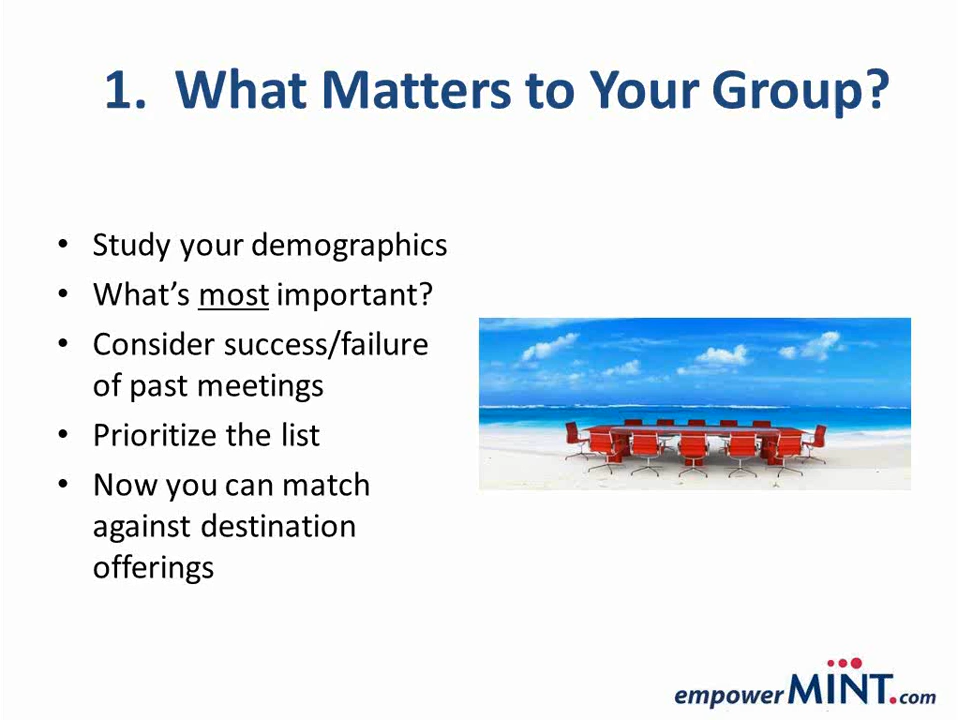 1. What Matters to Your Group?
• Study your demographics
• What's most important?
• Consider success/failure
of past meetings
• Prioritize the list
• Now you can match
against destination
offerings
empowerMINT.com